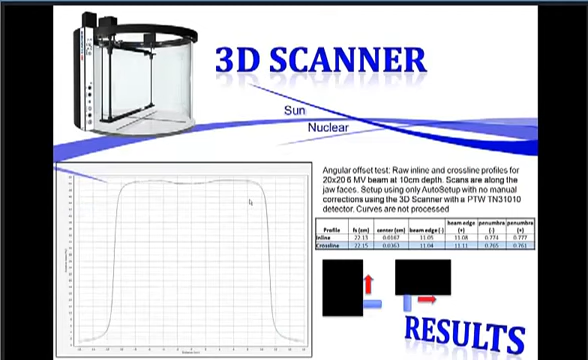 3D SCANNER
Sun
Nuclear
Angular offset test: Raw inline and crossline profiles for
20x20 6 MV beam at 10cm depth. Scans are along the
jaw faces. Setup using only AutoSetup with no manual
corrections using the 3D Scanner with a PTW TN31010
detector. Curves are not processed
Profile fs (cm) center (cm) beam edge (-) beam edge (+) penumbra (-) penumbra (+)
Inline 22.13 0.0167 11.05 11.08 0.774 0.777
Crossline 22.15 0.0363 11.04 11.11 0.765 0.761
RESULTS